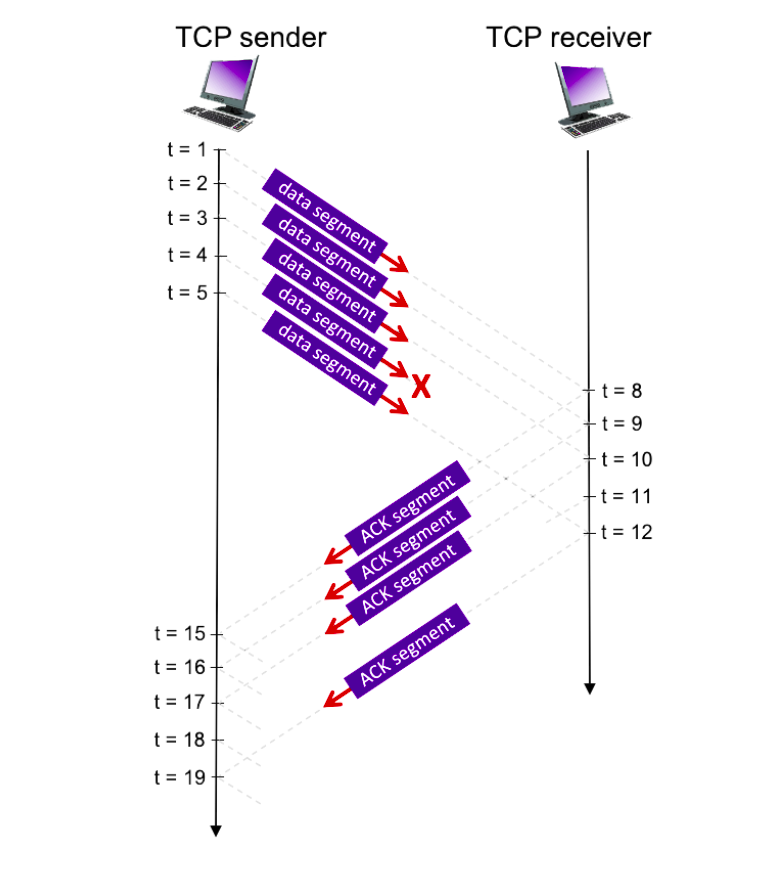 TCP sender
TCP receiver
t = 1
t = 2
t = 3
t = 4
t = 5
data segment
data segment
data segment
data segment
data segment
X
t = 8
t = 9
t = 10
t = 11
t = 12
ACK segment
ACK segment
ACK segment
ACK segment
t = 15
t = 16
t = 17
t = 18
t = 19